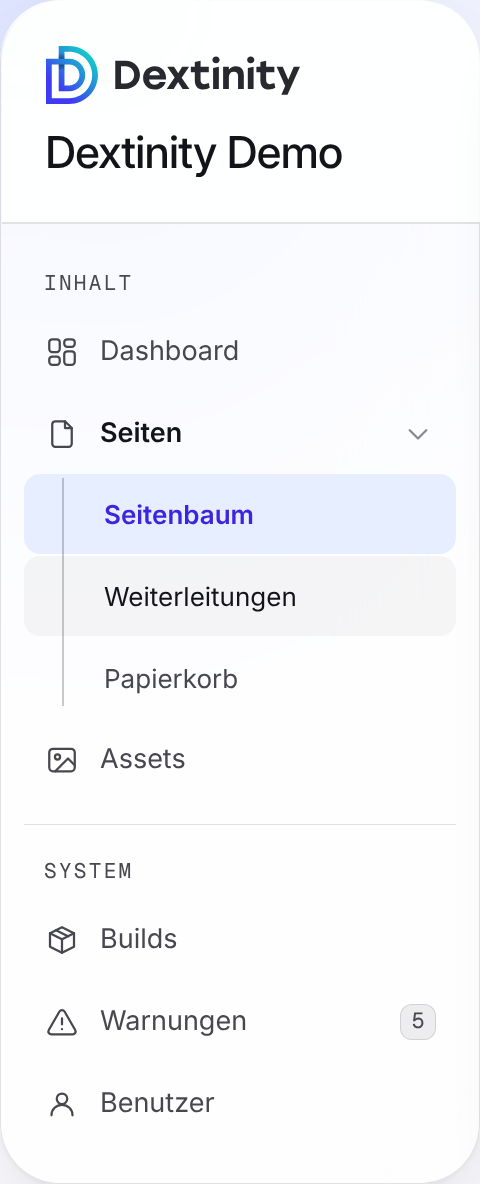 Dextinity
Dextinity Demo
INHALT
Dashboard
Seiten
Seitenbaum
Weiterleitungen
Papierkorb
Assets
SYSTEM
Builds
Warnungen 5
Benutzer